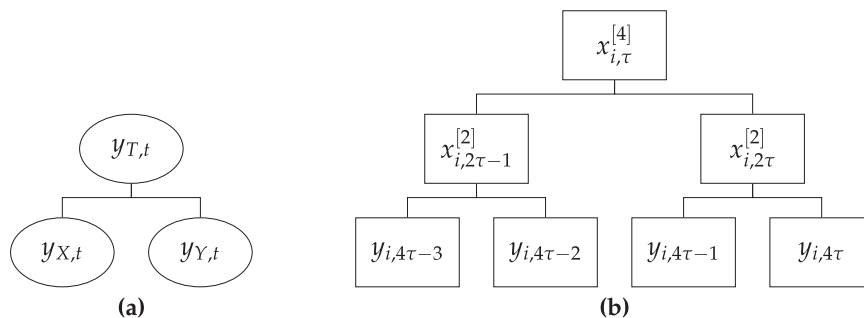 x_{i,τ}^{[4]}
y_{T,t}
x_{i,2τ−1}^{[2]} x_{i,2τ}^{[2]}
y_{X,t} y_{Y,t} y_{i,4τ−3} y_{i,4τ−2} y_{i,4τ−1} y_{i,4τ}
(a) (b)